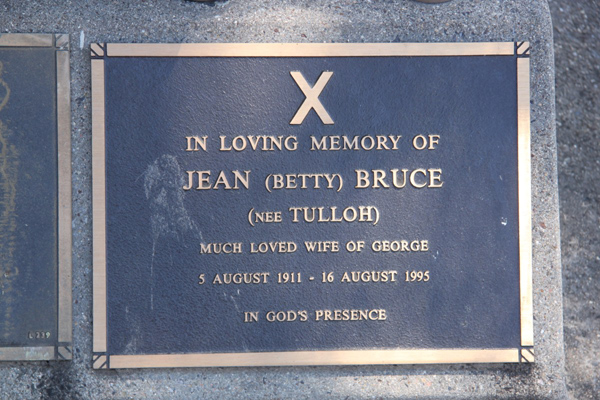 X
IN LOVING MEMORY OF
JEAN (BETTY) BRUCE
(NEE TULLOH)
MUCH LOVED WIFE OF GEORGE
5 AUGUST 1911 - 16 AUGUST 1995
IN GOD'S PRESENCE